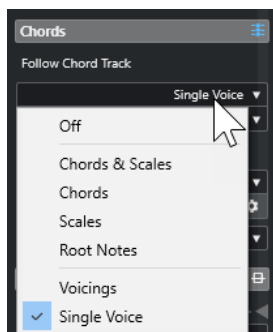 Chords
Follow Chord Track
Single Voice
Off
Chords & Scales
Chords
Scales
Root Notes
Voicings
Single Voice